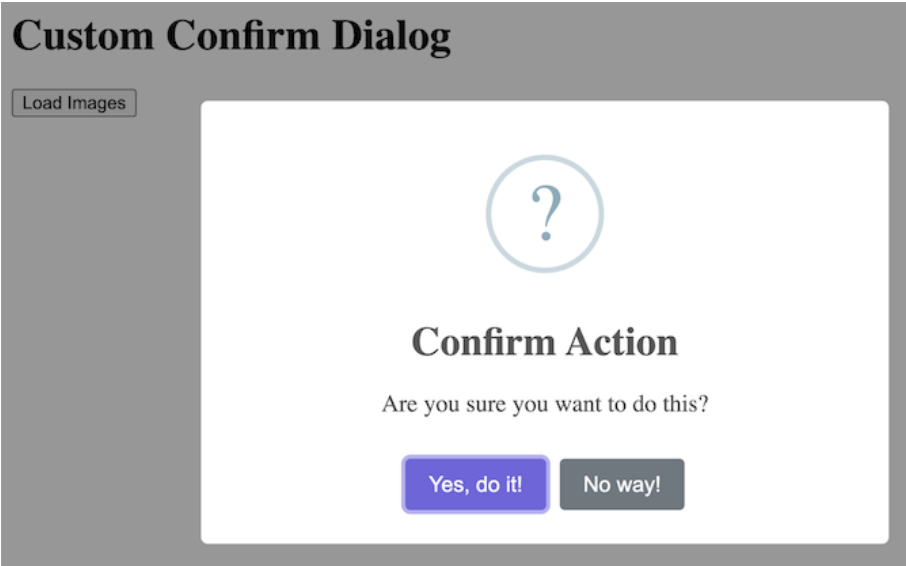 Custom Confirm Dialog
Load Images
?
Confirm Action
Are you sure you want to do this?
Yes, do it! No way!